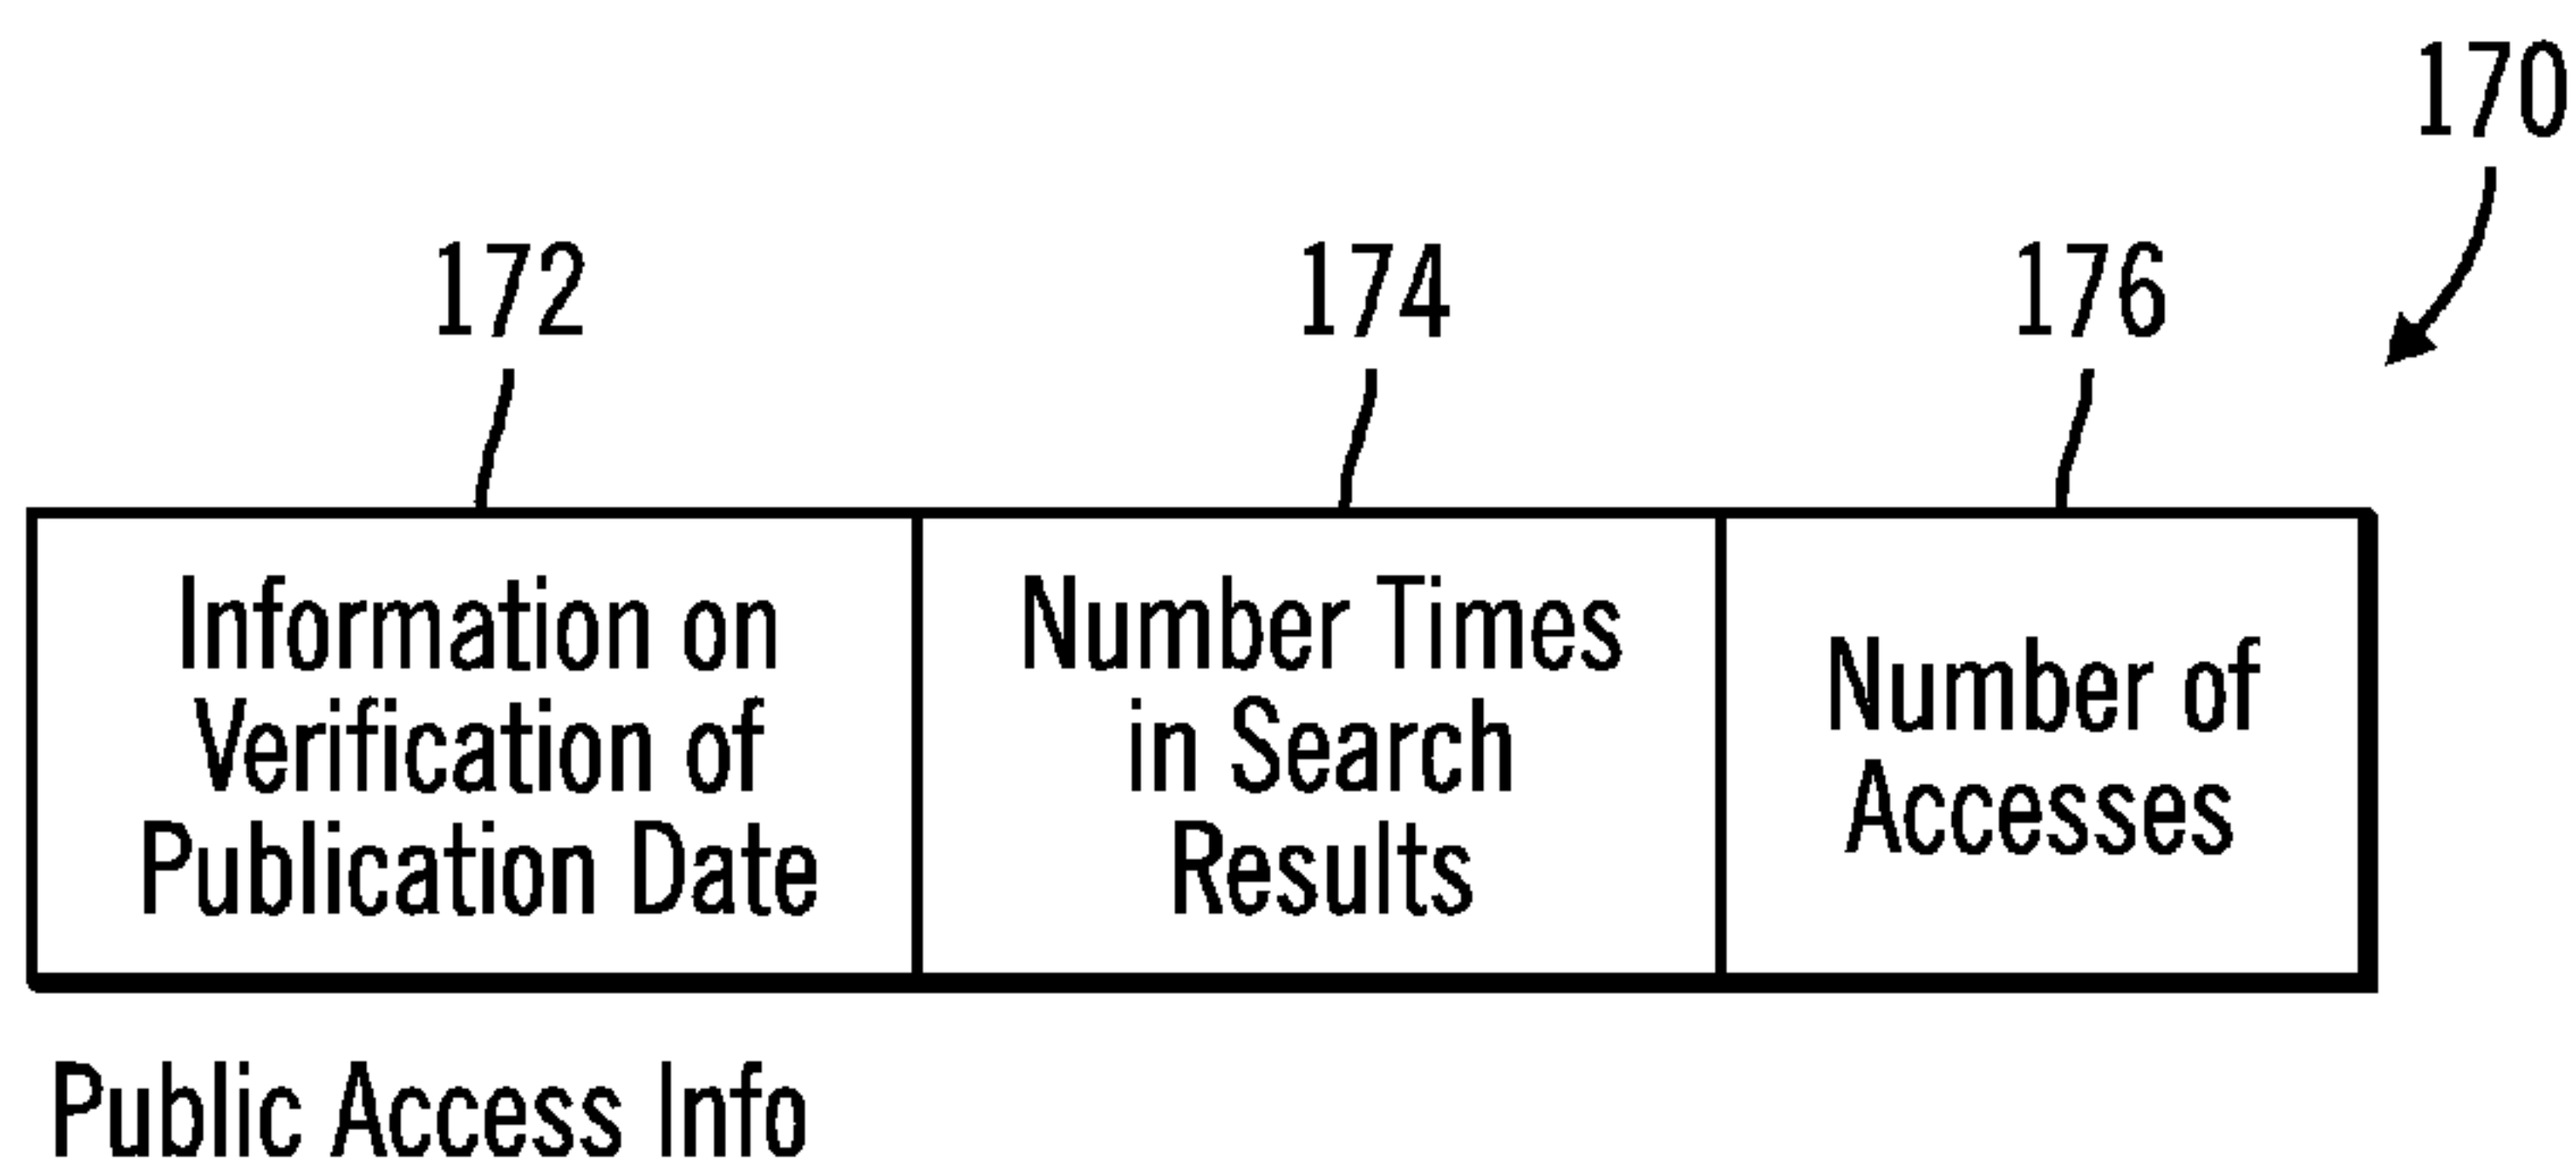 170
172
174
176
Information on
Verification of
Publication Date
Number Times
in Search
Results
Number of
Accesses
Public Access Info